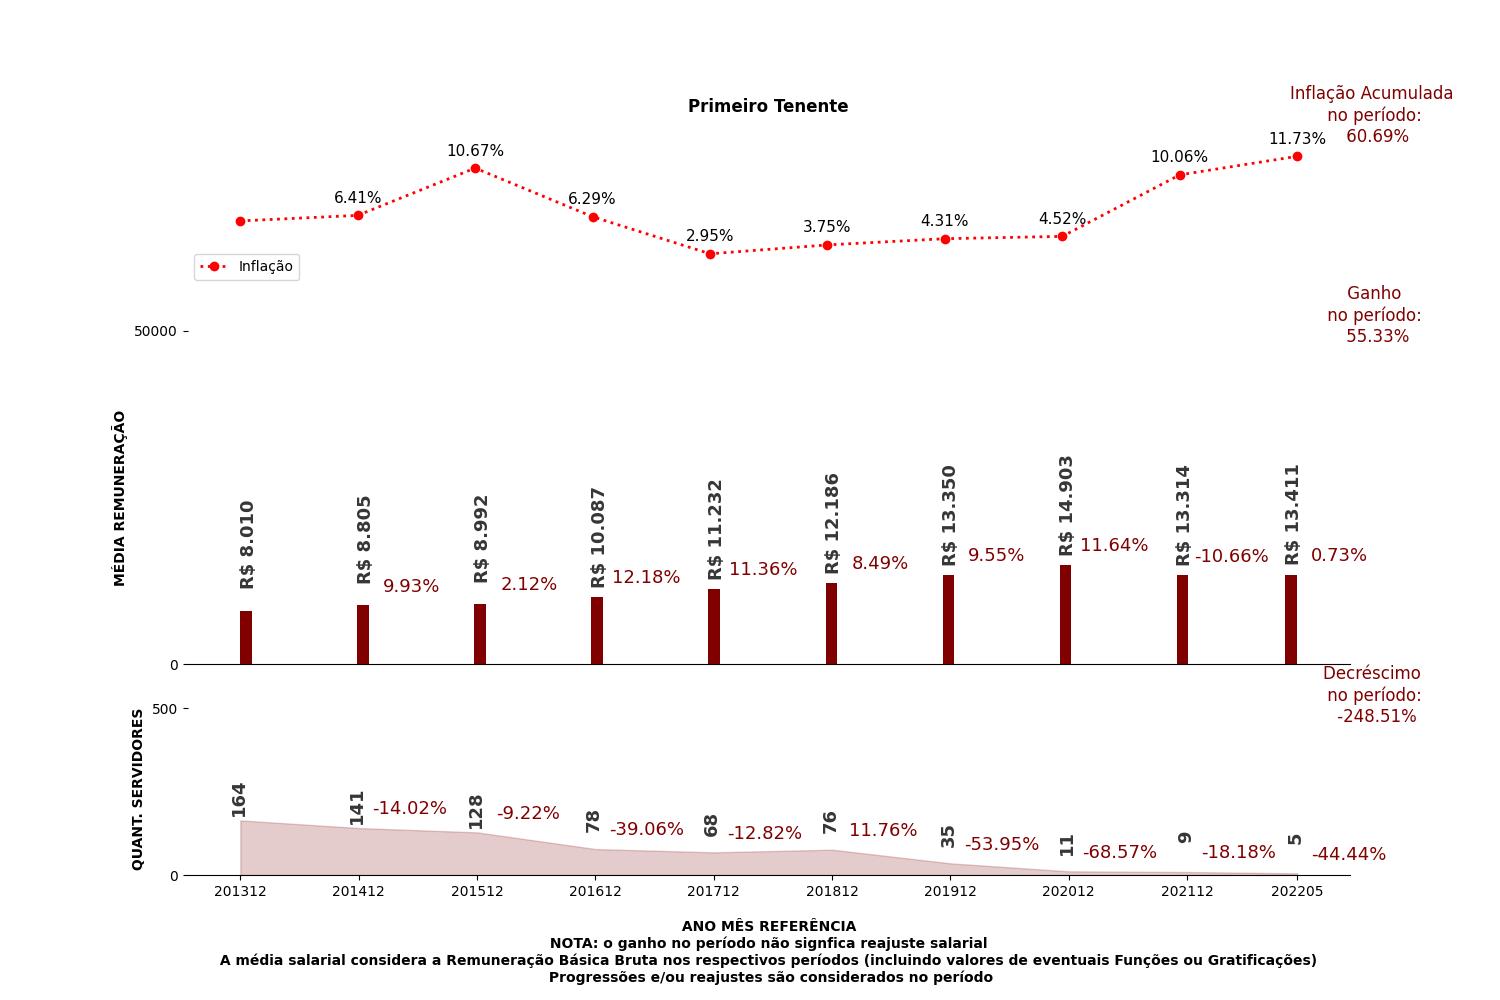 Primeiro Tenente
Inflação Acumulada
no período:
60.69%
6.41%
10.67%
6.29%
2.95%
3.75%
4.31%
4.52%
10.06%
11.73%
Inflação
Ganho
no período:
55.33%
MÉDIA REMUNERAÇÃO
50000
0
R$ 8.010
R$ 8.805
R$ 8.992
R$ 10.087
R$ 11.232
R$ 12.186
R$ 13.350
R$ 14.903
R$ 13.314
R$ 13.411
9.93%
2.12%
12.18%
11.36%
8.49%
9.55%
11.64%
-10.66%
0.73%
Decréscimo
no período:
-248.51%
QUANT. SERVIDORES
500
0
164
141
128
78
68
76
35
11
9
5
-14.02%
-9.22%
-39.06%
-12.82%
11.76%
-53.95%
-68.57%
-18.18%
-44.44%
201312
201412
201512
201612
201712
201812
201912
202012
202112
202205
ANO MÊS REFERÊNCIA
NOTA: o ganho no período não signfica reajuste salarial
A média salarial considera a Remuneração Básica Bruta nos respectivos períodos (incluindo valores de eventuais Funções ou Gratificações)
Progressões e/ou reajustes são considerados no período